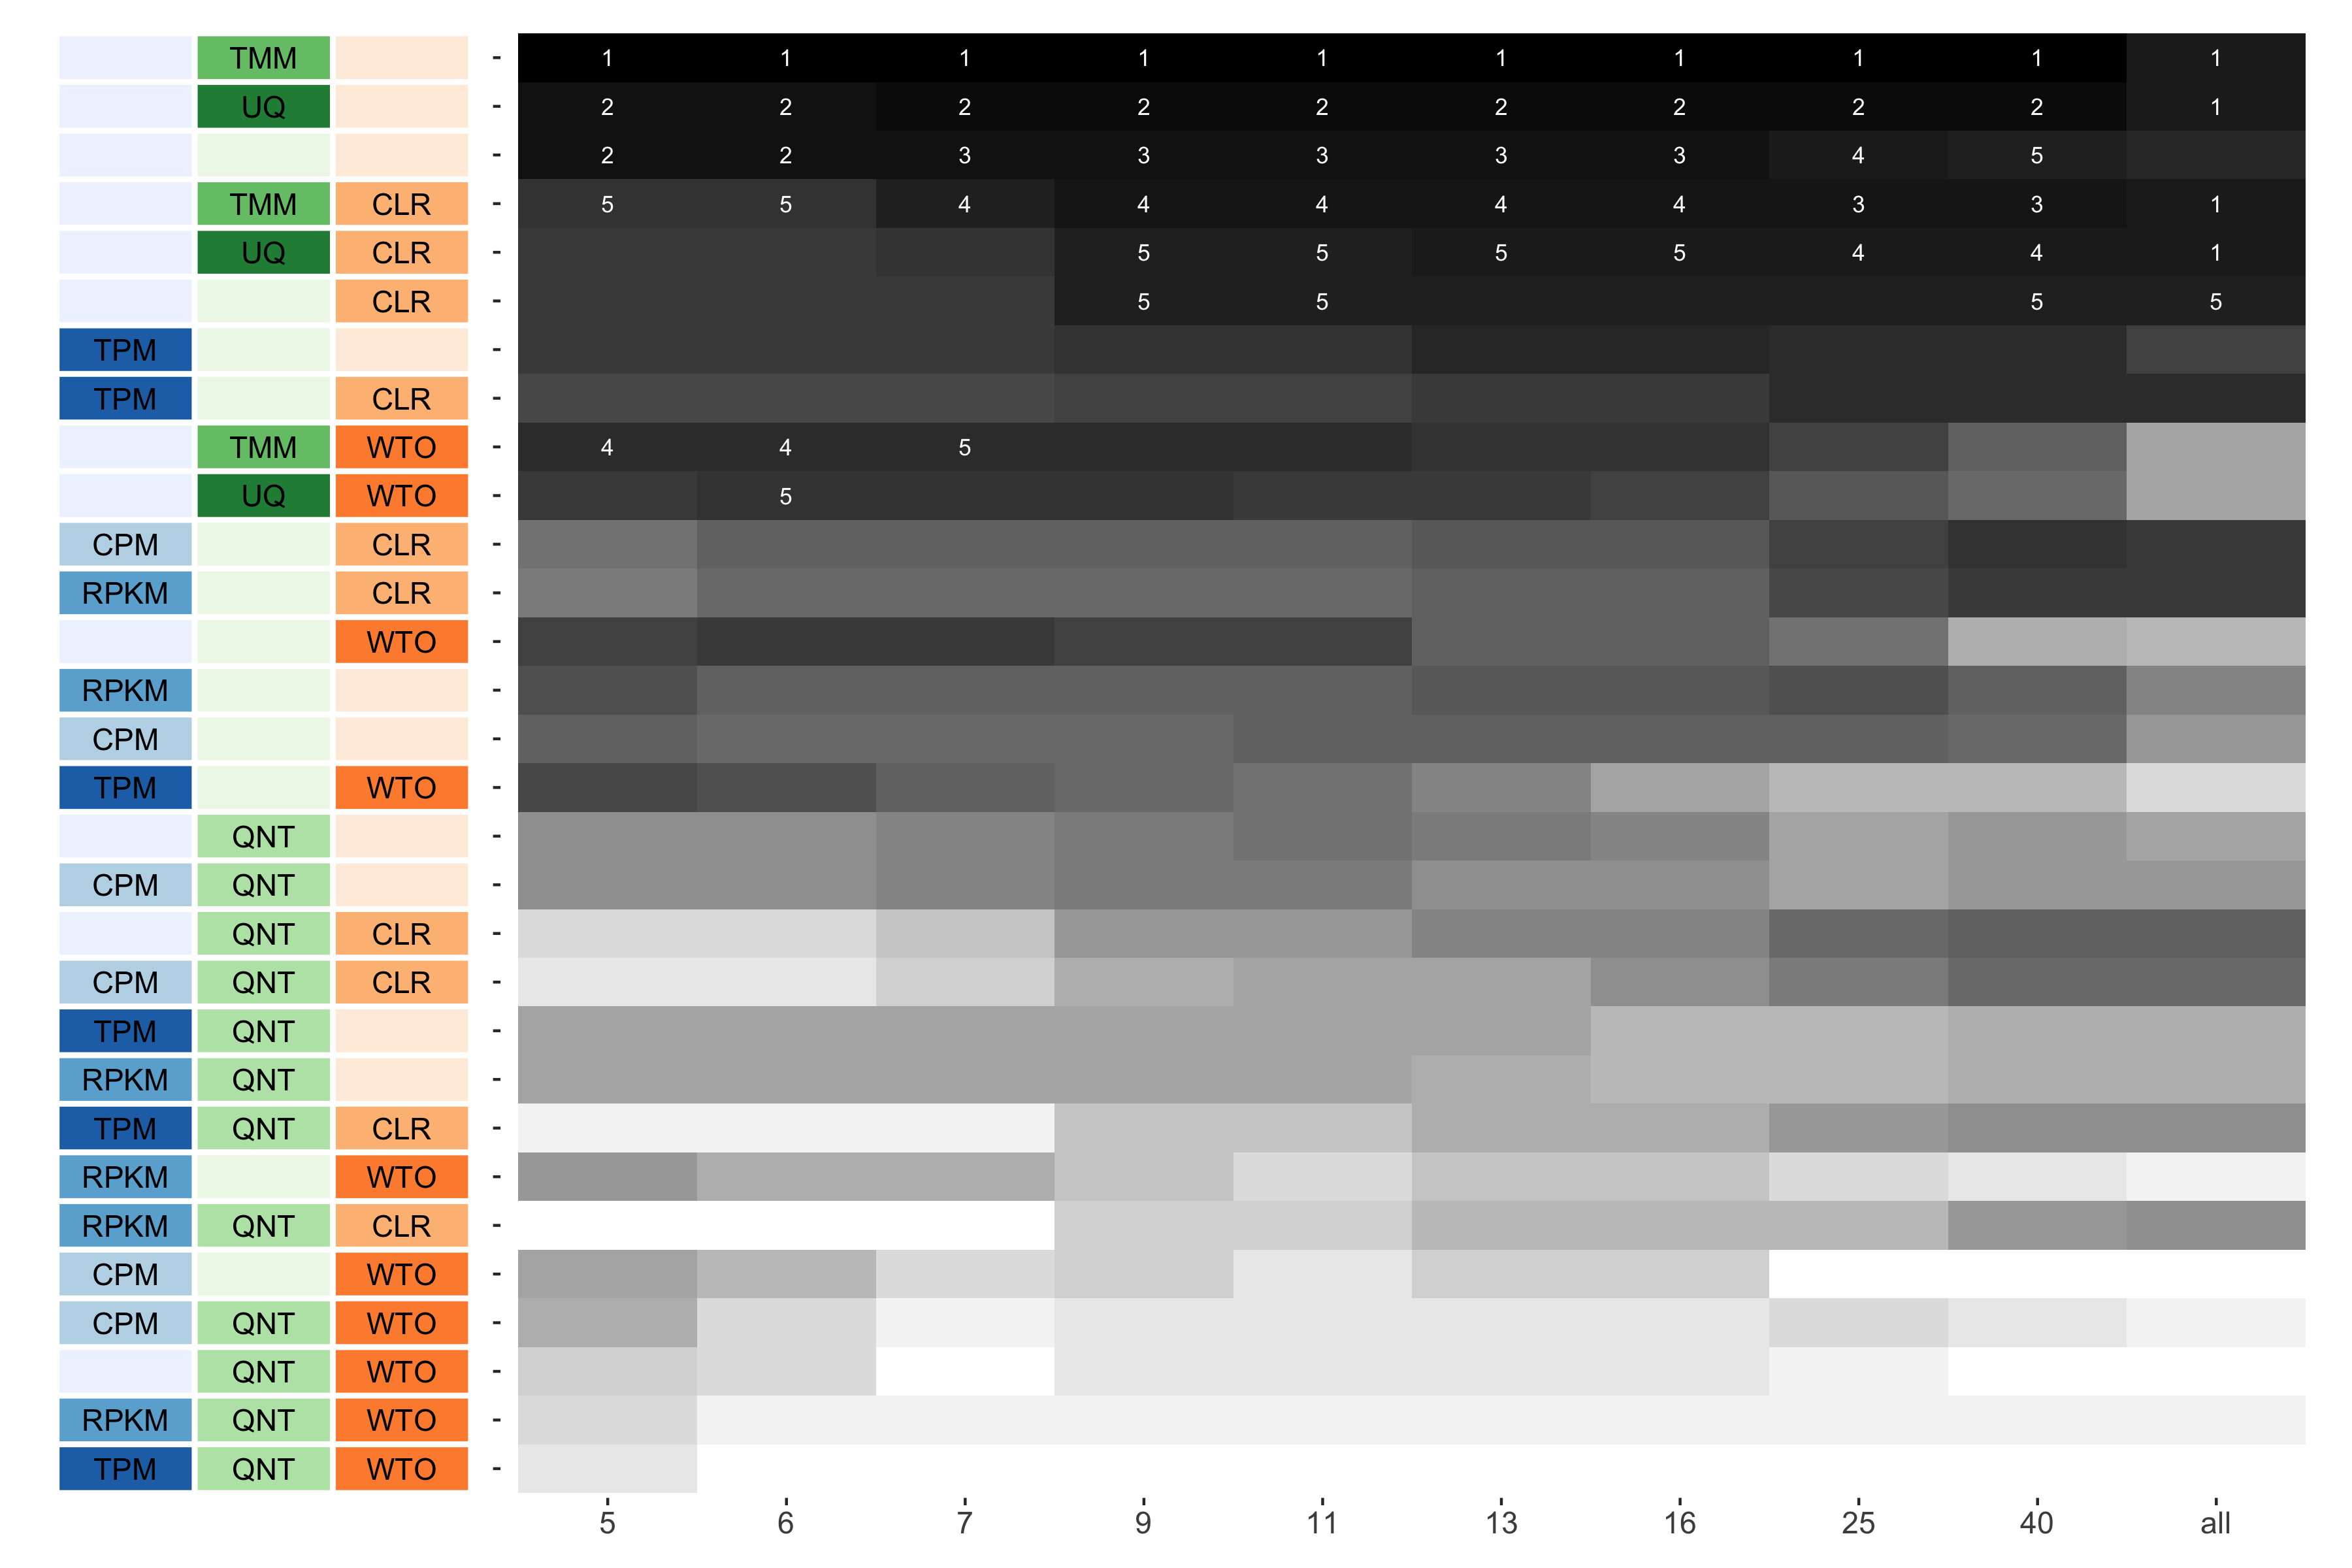 TMM - 1 1 1 1 1 1 1 1 1 1
UQ - 2 2 2 2 2 2 2 2 2 1
- 2 2 3 3 3 3 3 4 5
TMM CLR - 5 5 4 4 4 4 4 3 3 1
UQ CLR - 5 5 5 5 4 4 1
CLR - 5 5 5 5
TPM -
TPM CLR -
TMM WTO - 4 4 5
UQ WTO - 5
CPM CLR -
RPKM CLR -
WTO -
RPKM -
CPM -
TPM WTO -
QNT -
CPM QNT -
QNT CLR -
CPM QNT CLR -
TPM QNT -
RPKM QNT -
TPM QNT CLR -
RPKM WTO -
RPKM QNT CLR -
CPM WTO -
CPM QNT WTO -
QNT WTO -
RPKM QNT WTO -
TPM QNT WTO -
5 6 7 9 11 13 16 25 40 all